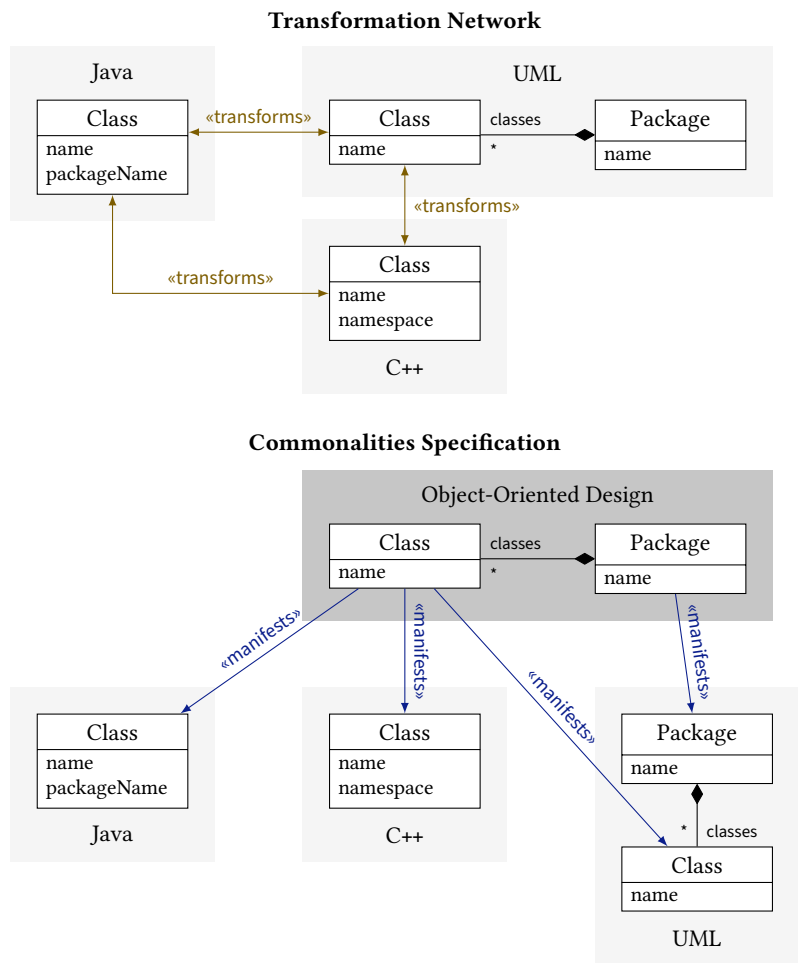 Transformation Network
Java
UML
Class
name
packageName
«transforms»
Class
name
classes
*
Package
name
«transforms»
«transforms»
Class
name
namespace
C++
Commonalities Specification
Object-Oriented Design
Class
name
classes
*
Package
name
«manifests»
«manifests»
«manifests»
«manifests»
Class
name
packageName
Java
Class
name
namespace
C++
Package
name
*
classes
Class
name
UML